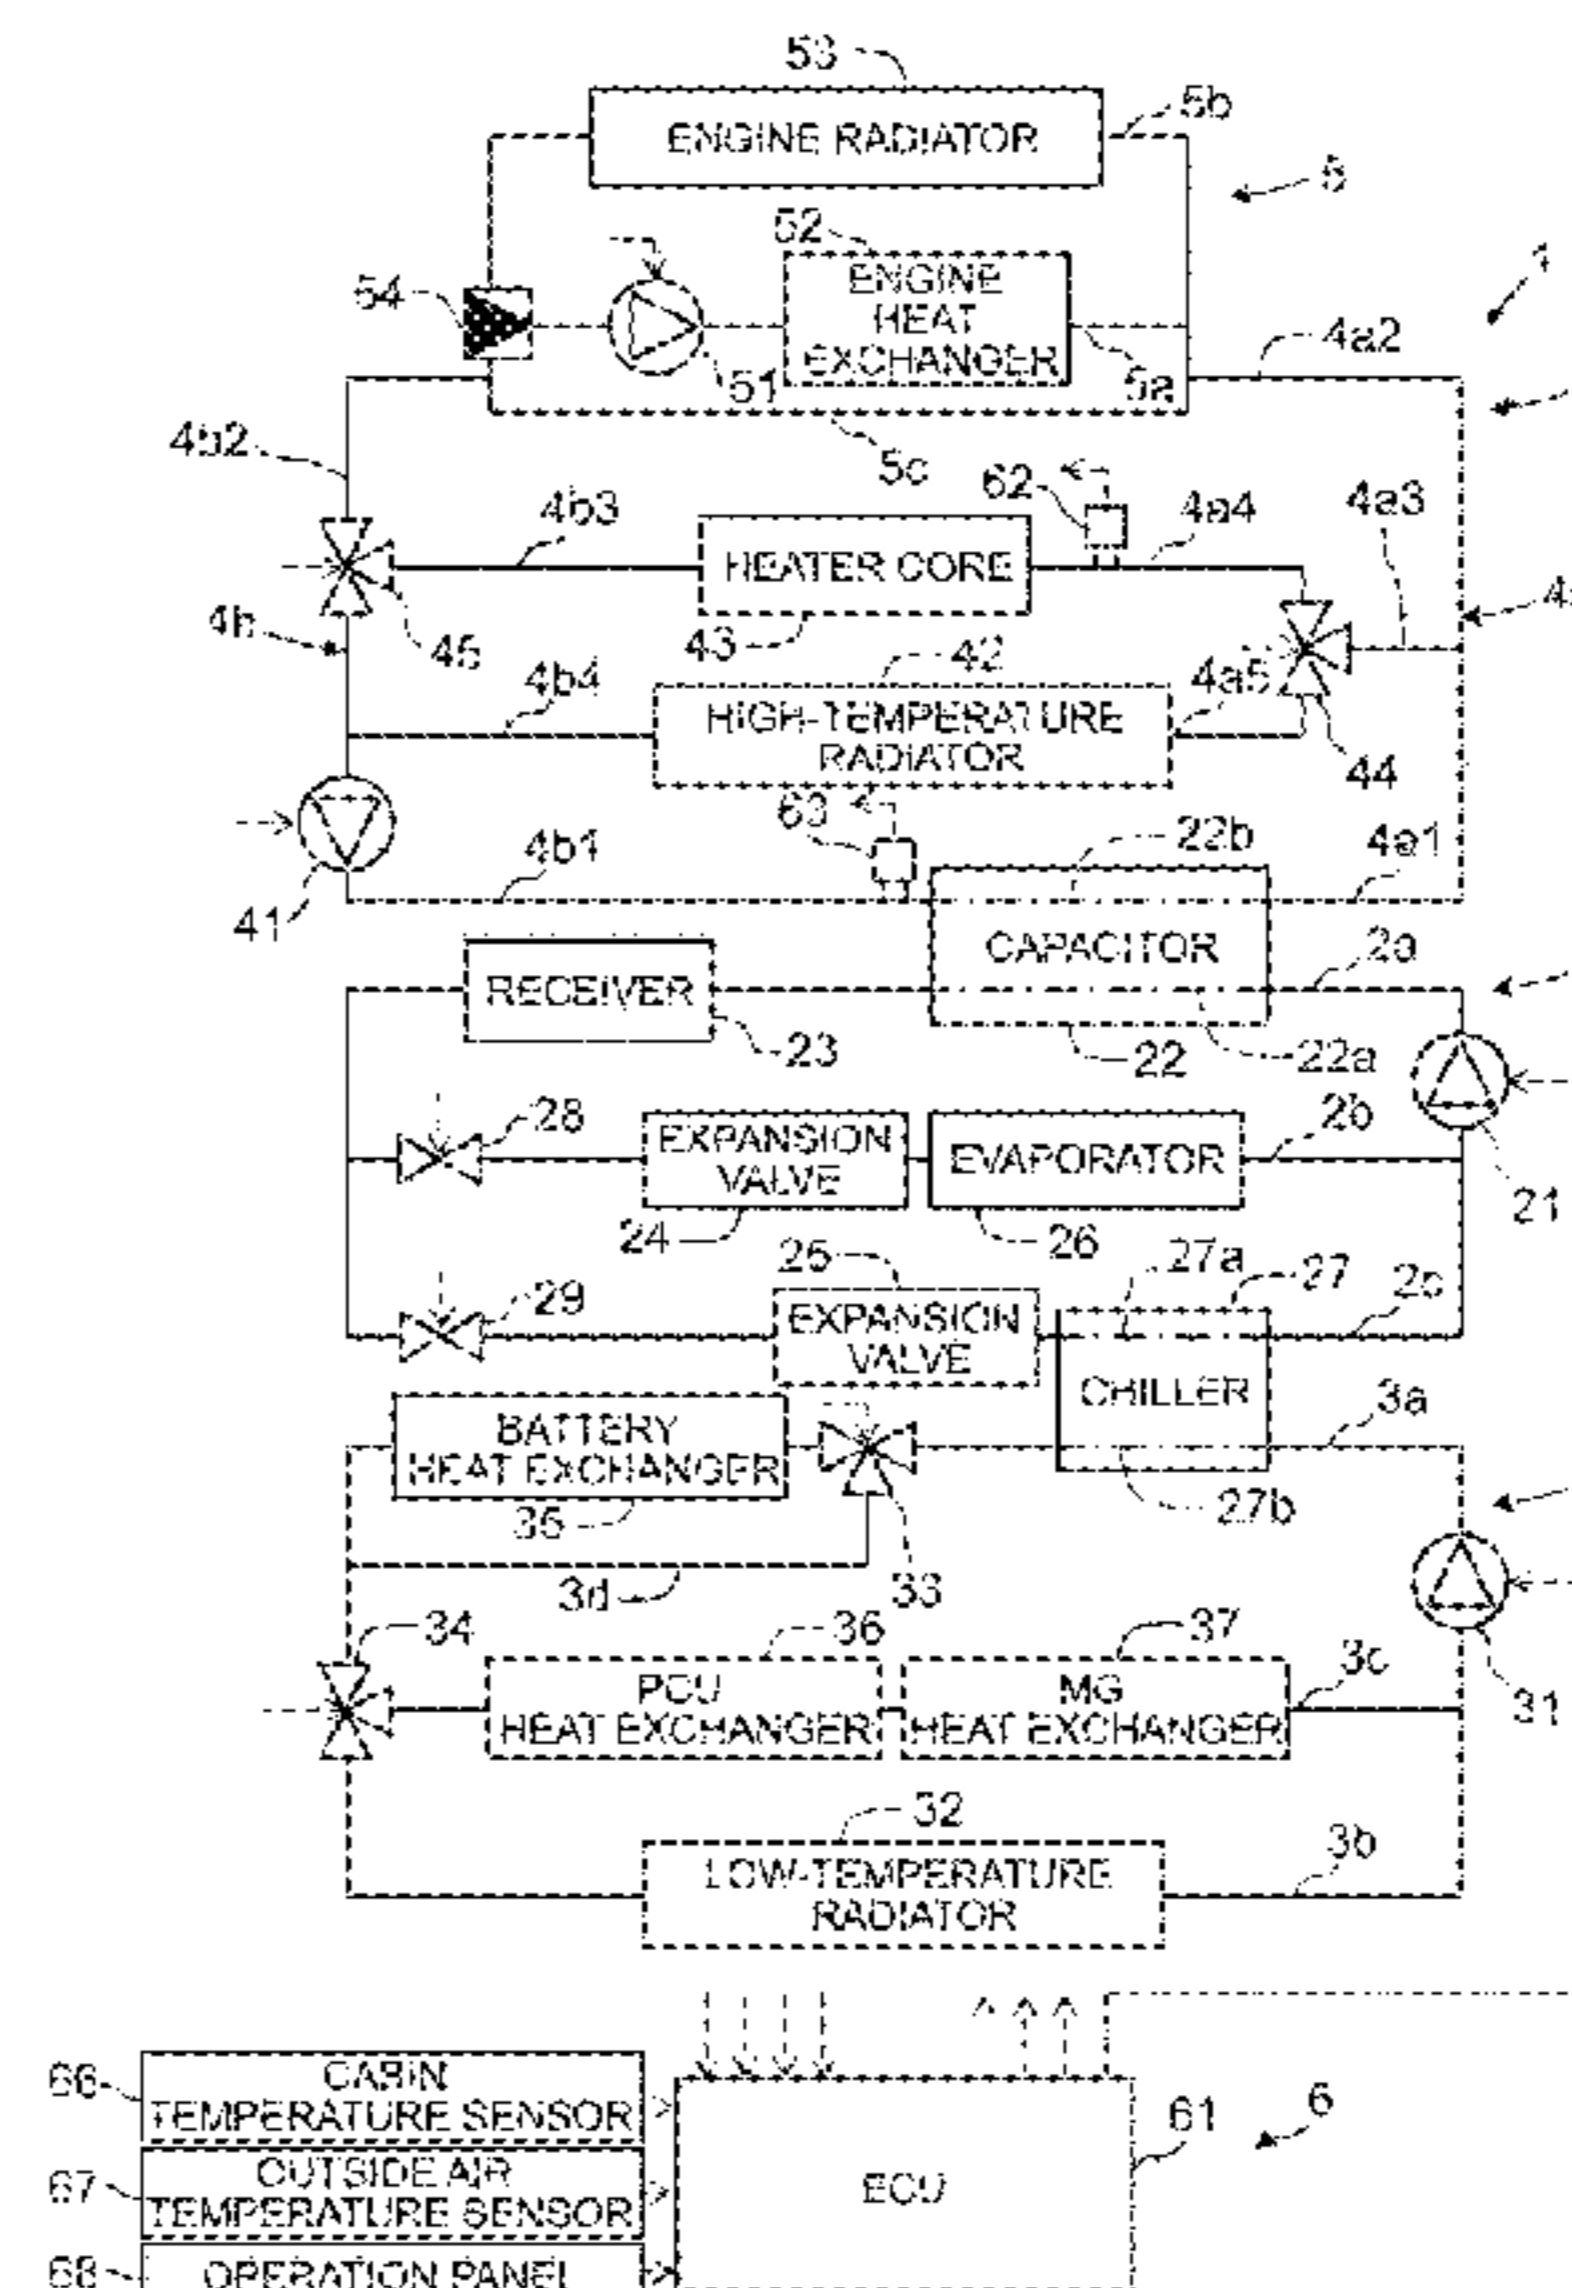 53
ENGINE RADIATOR
5b
5
1
52
ENGINE
HEAT
EXCHANGER
54
51
5a
4a2
5c
4b2
4b3
62
4a4
4a3
HEATER CORE
4b
45
43
42
4a5
4b4
HIGH-TEMPERATURE
RADIATOR
44
63
22b
4a1
4b1
41
CAPACITOR
2a
RECEIVER
23
22
22a
28
EXPANSION
VALVE
EVAPORATOR
2b
21
24
26
25
27a
27
2c
29
EXPANSION
VALVE
CHILLER
3a
BATTERY
HEAT EXCHANGER
35
27b
3d
33
34
36
37
3c
31
PCU
HEAT EXCHANGER
MG
HEAT EXCHANGER
32
3b
LOW-TEMPERATURE
RADIATOR
66
CABIN
TEMPERATURE SENSOR
61
6
67
OUTSIDE AIR
TEMPERATURE SENSOR
ECU
68
OPERATION PANEL